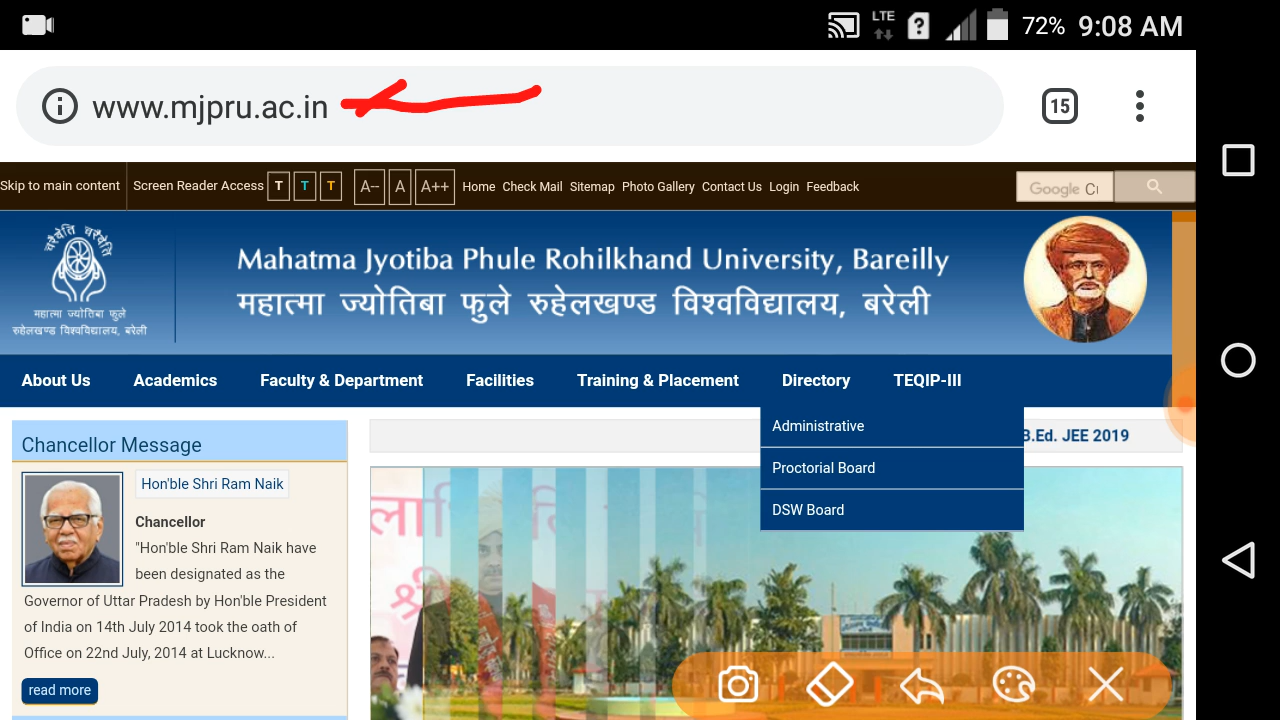 LTE 72% 9:08 AM
www.mjpru.ac.in 15
Skip to main content Screen Reader Access T T T A-- A A++ Home Check Mail Sitemap Photo Gallery Contact Us Login Feedback Google
चरैवेति चरैवेति
महात्मा ज्योतिबा फुले
रुहेलखण्ड विश्वविद्यालय, बरेली
Mahatma Jyotiba Phule Rohilkhand University, Bareilly
महात्मा ज्योतिबा फुले रुहेलखण्ड विश्वविद्यालय, बरेली
About Us Academics Faculty & Department Facilities Training & Placement Directory TEQIP-III
Administrative
Proctorial Board
DSW Board
B.Ed. JEE 2019
Chancellor Message
Hon'ble Shri Ram Naik
Chancellor
"Hon'ble Shri Ram Naik have
been designated as the
Governor of Uttar Pradesh by Hon'ble President
of India on 14th July 2014 took the oath of
Office on 22nd July, 2014 at Lucknow...
read more
ला
श्री